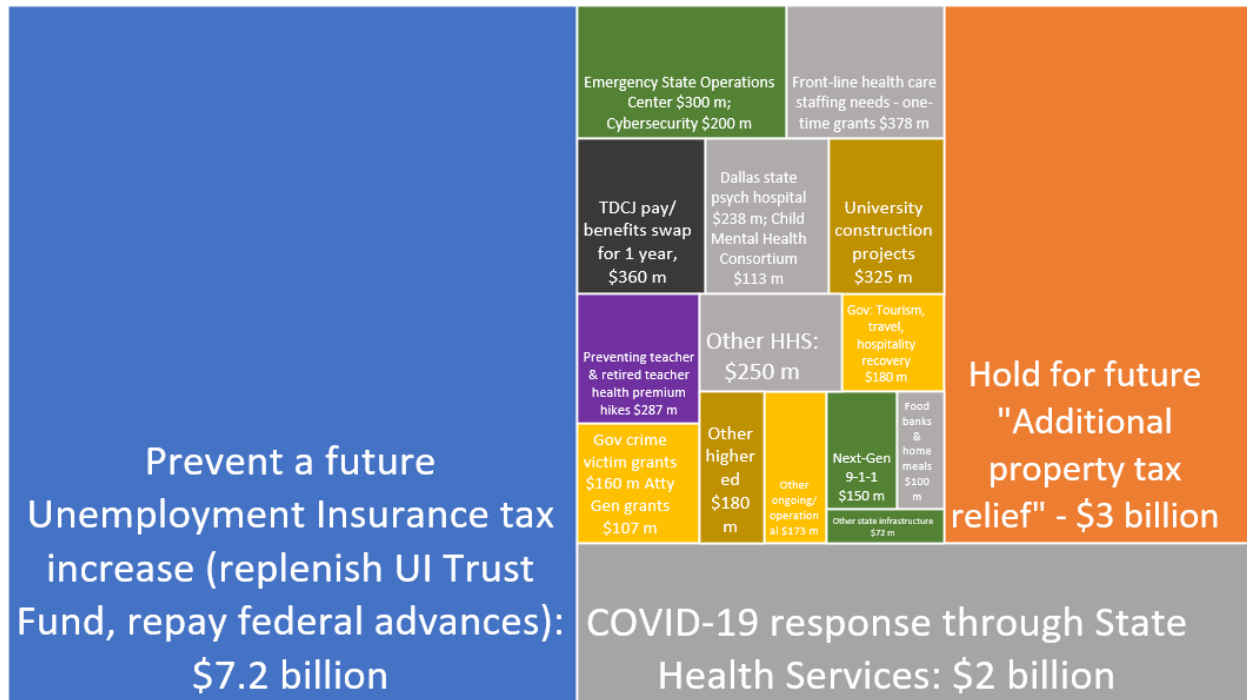 Prevent a future
Unemployment Insurance tax
increase (replenish UI Trust
Fund, repay federal advances):
$7.2 billion
Emergency State Operations
Center $300 m;
Cybersecurity $200 m
Front-line health care
staffing needs - one-
time grants $378 m
TDCJ pay/
benefits swap
for 1 year,
$360 m
Dallas state
psych hospital
$238 m; Child
Mental Health
Consortium
$113 m
University
construction
projects
$325 m
Preventing teacher
& retired teacher
health premium
hikes $287 m
Other HHS:
$250 m
Gov: Tourism,
travel,
hospitality
recovery
$180 m
Gov crime
victim grants
$160 m Atty
Gen grants
$107 m
Other
higher
ed
$180
m
Other
ongoing/
operation
al $173 m
Next-Gen
9-1-1
$150 m
Food
banks
&
home
meals
$100
m
Other state infrastructure
$72 m
Hold for future
"Additional
property tax
relief" - $3 billion
COVID-19 response through State
Health Services: $2 billion